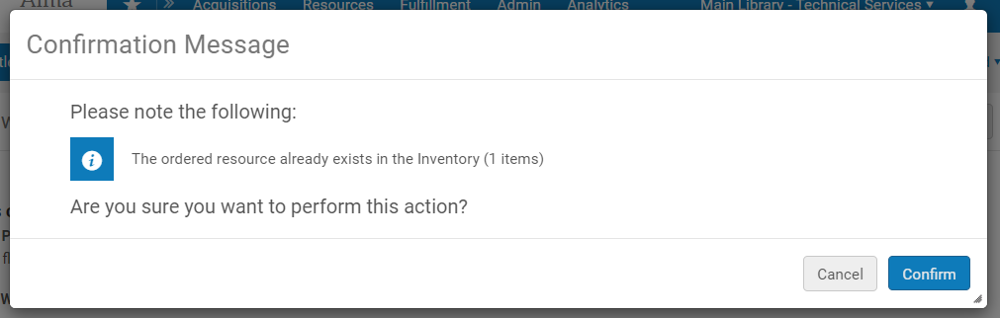 Alma
Acquisitions Resources Fulfillment Admin Analytics Main Library - Technical Services
Confirmation Message
Please note the following:
The ordered resource already exists in the Inventory (1 items)
Are you sure you want to perform this action?
Cancel Confirm